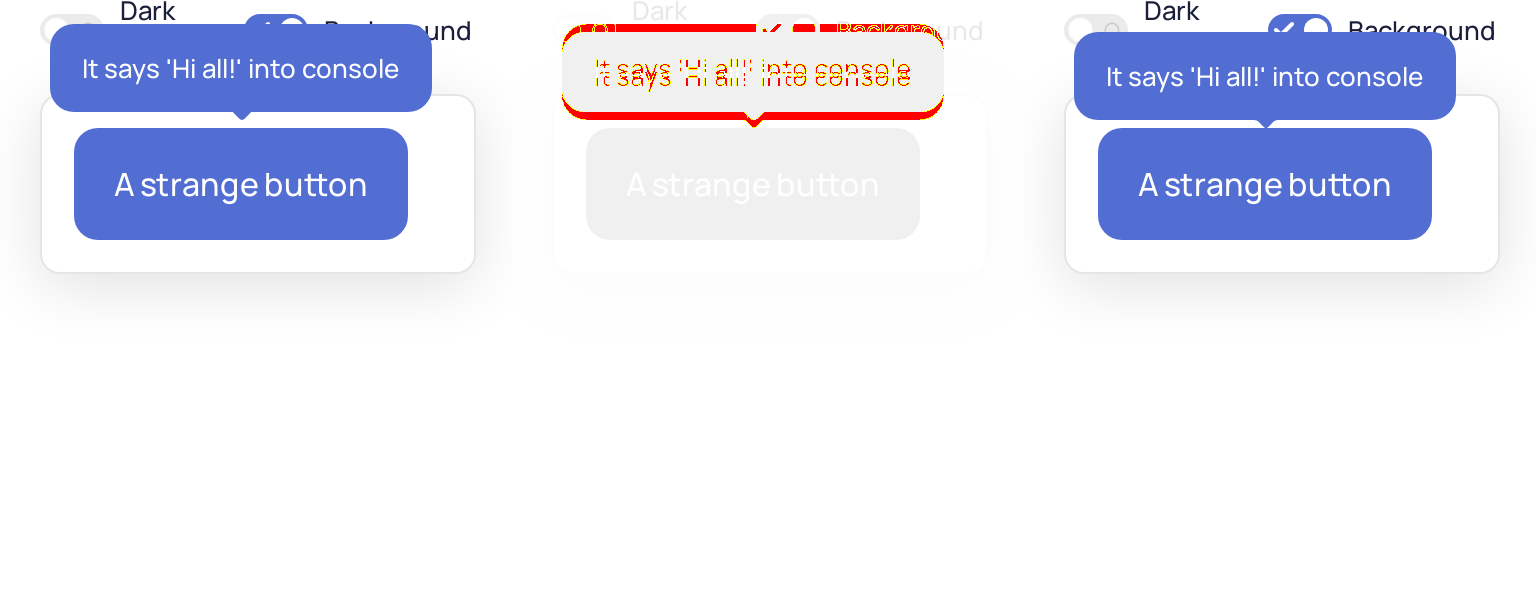 Dark
Background
It says 'Hi all!' into console
A strange button
Dark
Background
It says 'Hi all!' into console
A strange button
Dark
Background
It says 'Hi all!' into console
A strange button